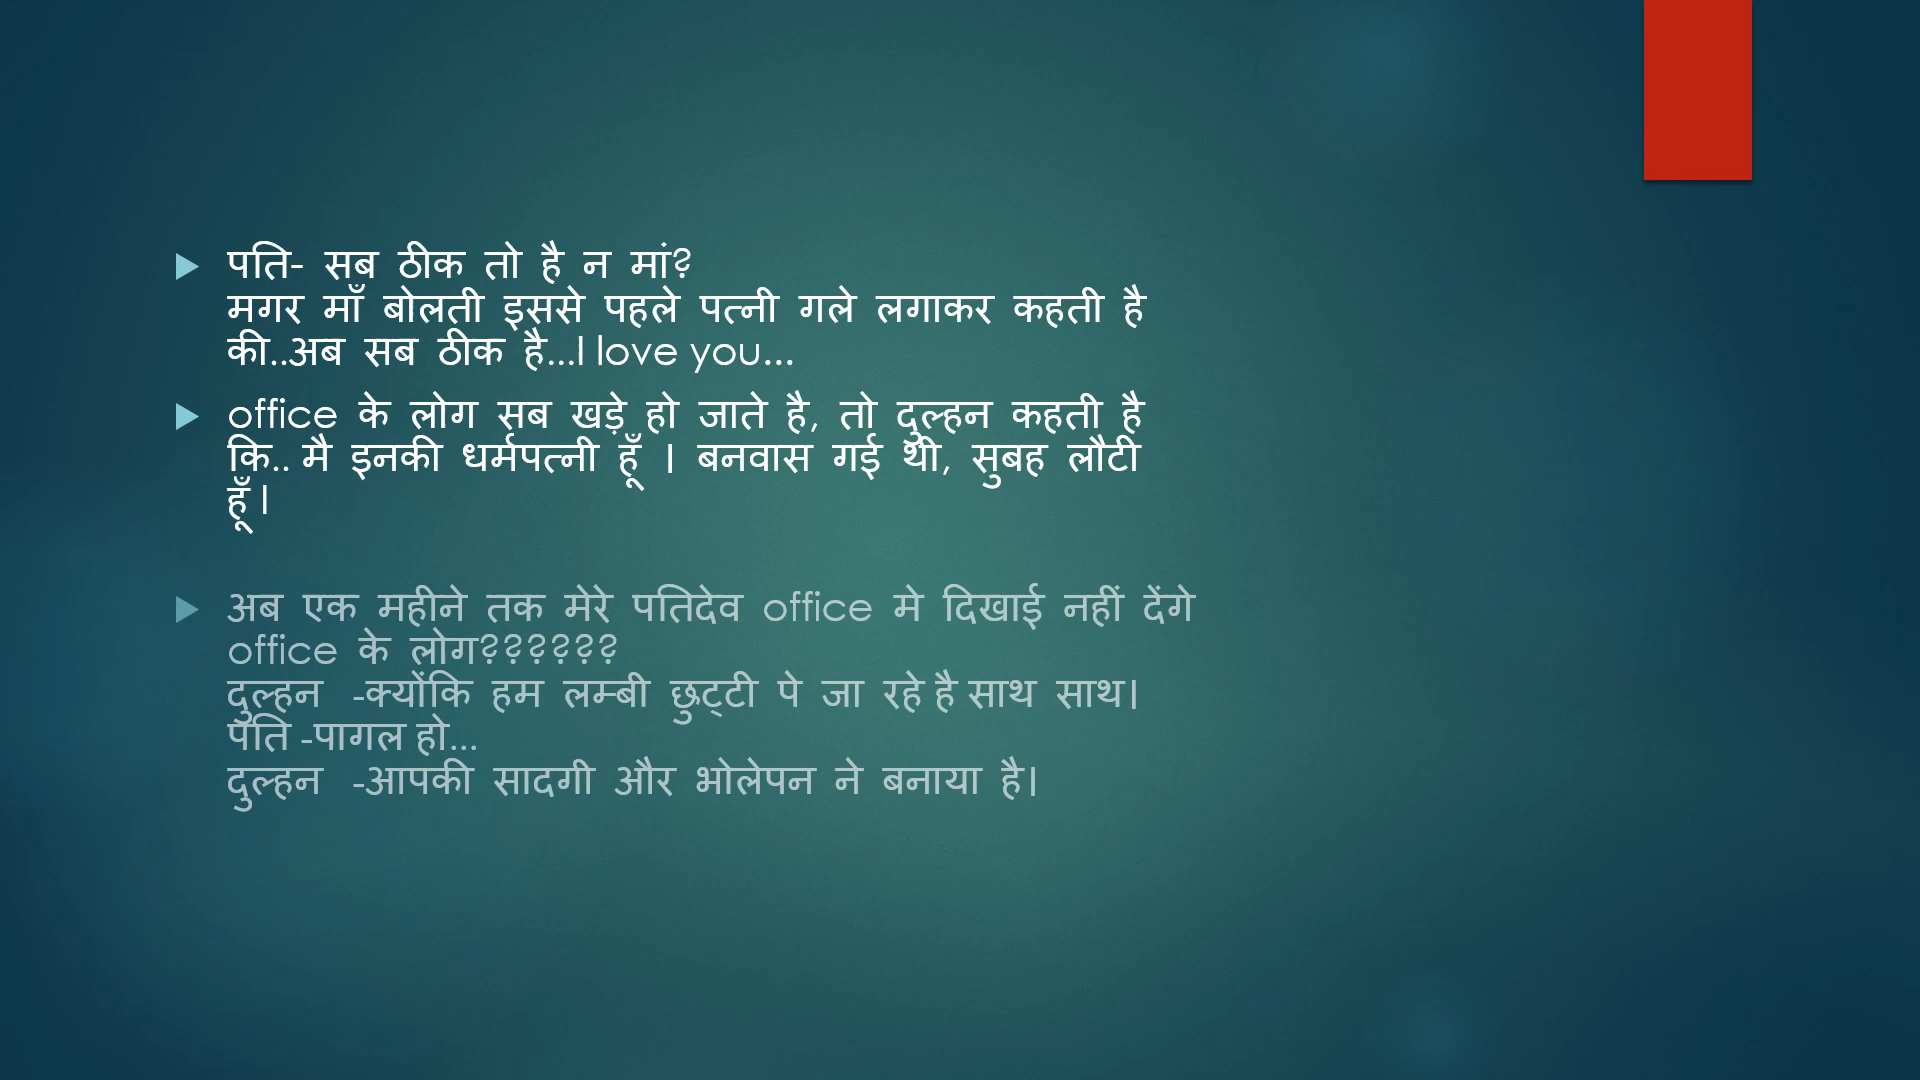 पति- सब ठीक तो है न मां?
मगर माँ बोलती इससे पहले पत्नी गले लगाकर कहती है
की..अब सब ठीक है...I love you...
office के लोग सब खड़े हो जाते है, तो दुल्हन कहती है
कि.. मै इनकी धर्मपत्नी हूँ । बनवास गई थी, सुबह लौटी
हूँ।
अब एक महीने तक मेरे पतिदेव office मे दिखाई नहीं देंगे
office के लोग??????
दुल्हन -क्योंकि हम लम्बी छुट्टी पे जा रहे है साथ साथ।
पति -पागल हो...
दुल्हन -आपकी सादगी और भोलेपन ने बनाया है।